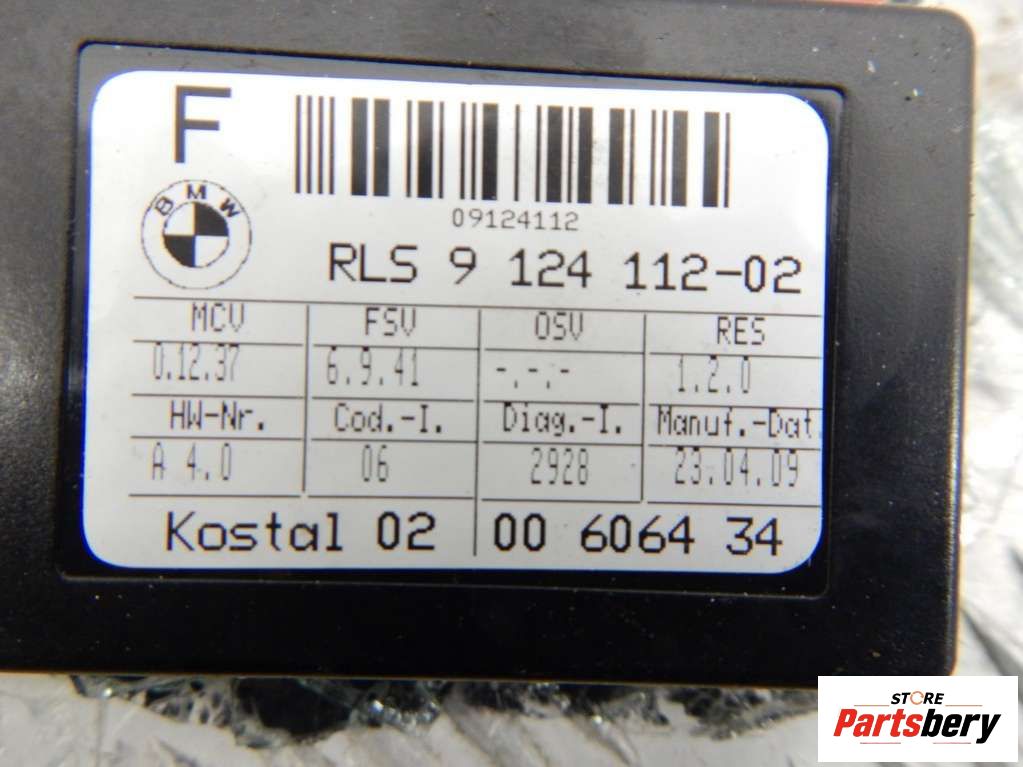 F
09124112
BMW
RLS 9 124 112-02
MCV FSV OSV RES
0.12.37 6.9.41 -.-.- 1.2.0
HW-Nr. Cod.-I. Diag.-I. Manuf.-Dat.
A 4.0 06 2928 23.04.09
Kostal 02 00 6064 34
STORE
Partsbery